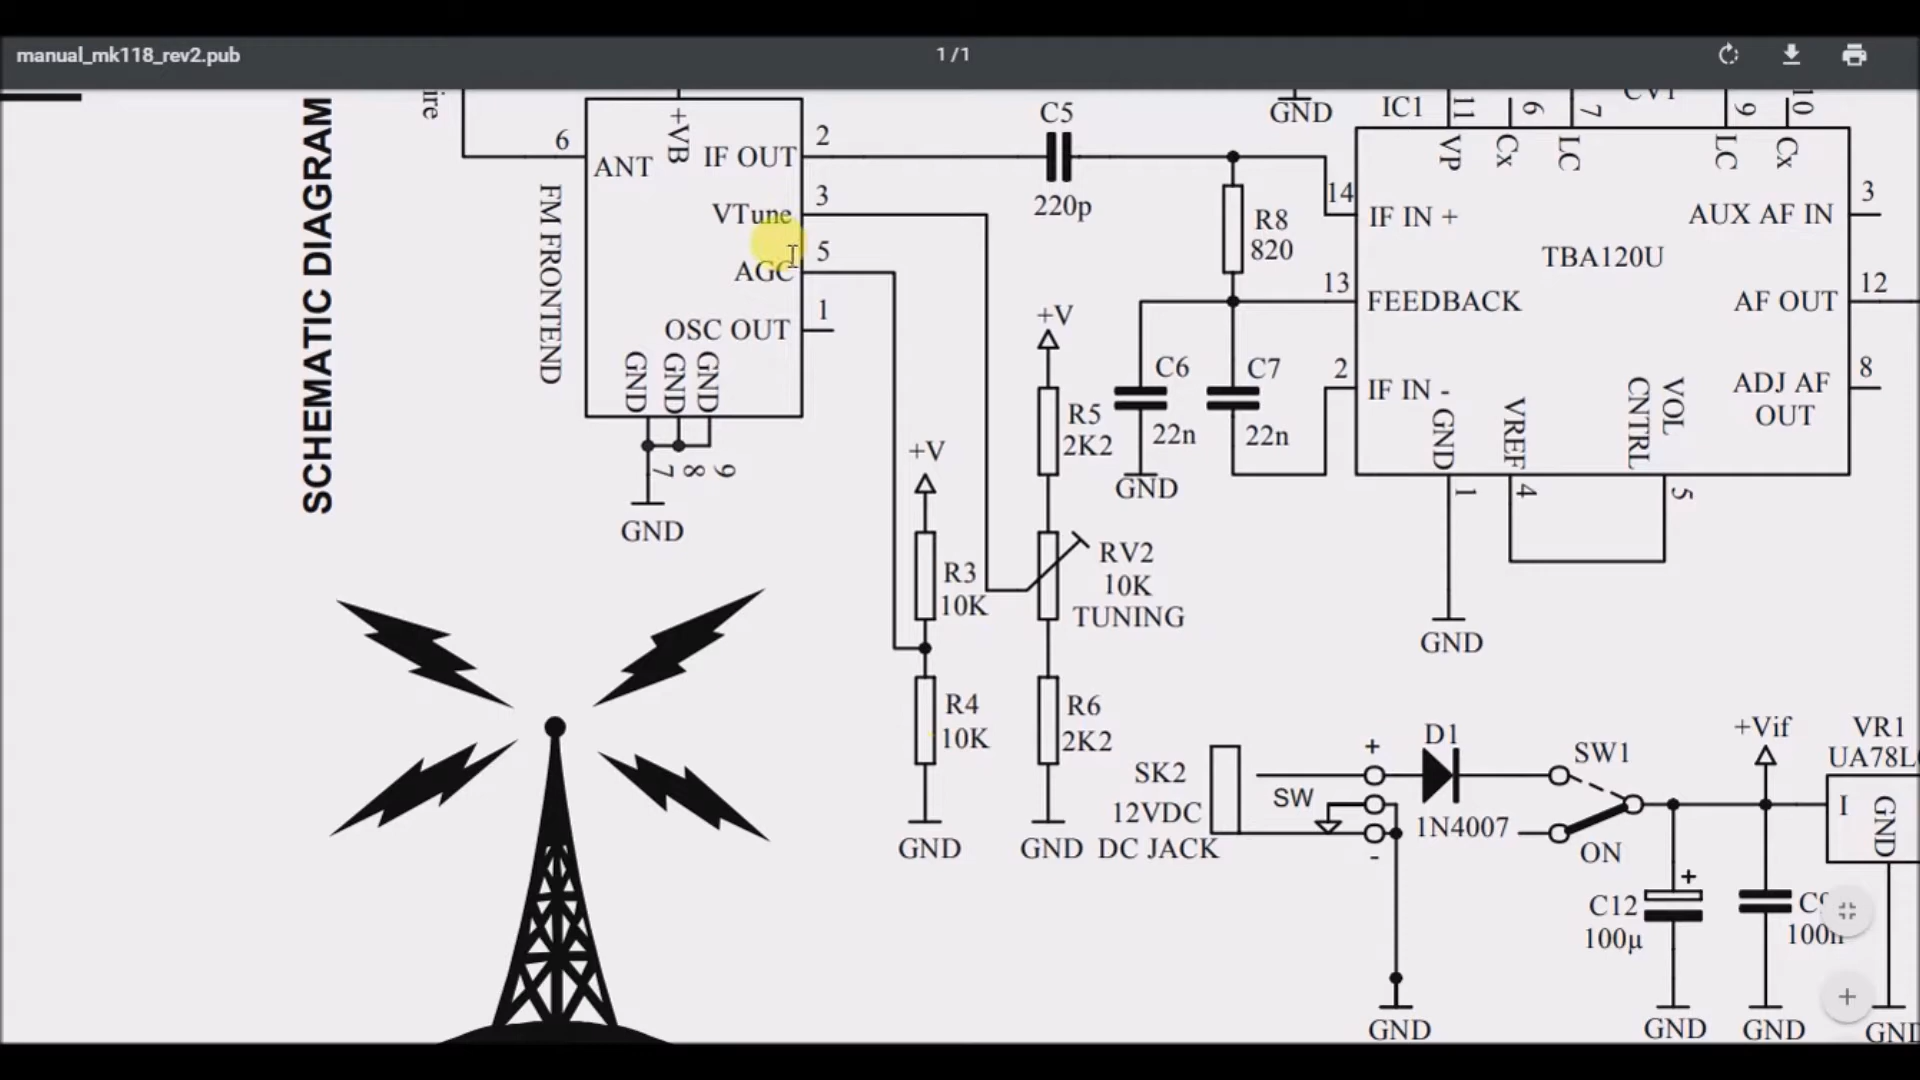 manual_mk118_rev2.pub
1 / 1
SCHEMATIC DIAGRAM
ire
FM FRONTEND
6
ANT
+VB
IF OUT
2
VTune
3
AGC
5
OSC OUT
1
GND
GND
GND
7
8
9
GND
C5
220p
GND
R8
820
+V
R5
2K2
C6
22n
GND
C7
22n
+V
R3
10K
R4
10K
GND
RV2
10K
TUNING
R6
2K2
GND
IC1
11
6
7
CV1
9
10
VP
Cx
LC
LC
Cx
14
IF IN +
TBA120U
AUX AF IN
3
13
FEEDBACK
AF OUT
12
2
IF IN -
ADJ AF
OUT
8
GND
VREF
VOL
CNTRL
1
4
5
GND
SK2
12VDC
DC JACK
SW
+
-
D1
1N4007
GND
SW1
ON
+Vif
VR1
UA78L
I
GND
+
C12
100µ
GND
C9
100n
GND
GND